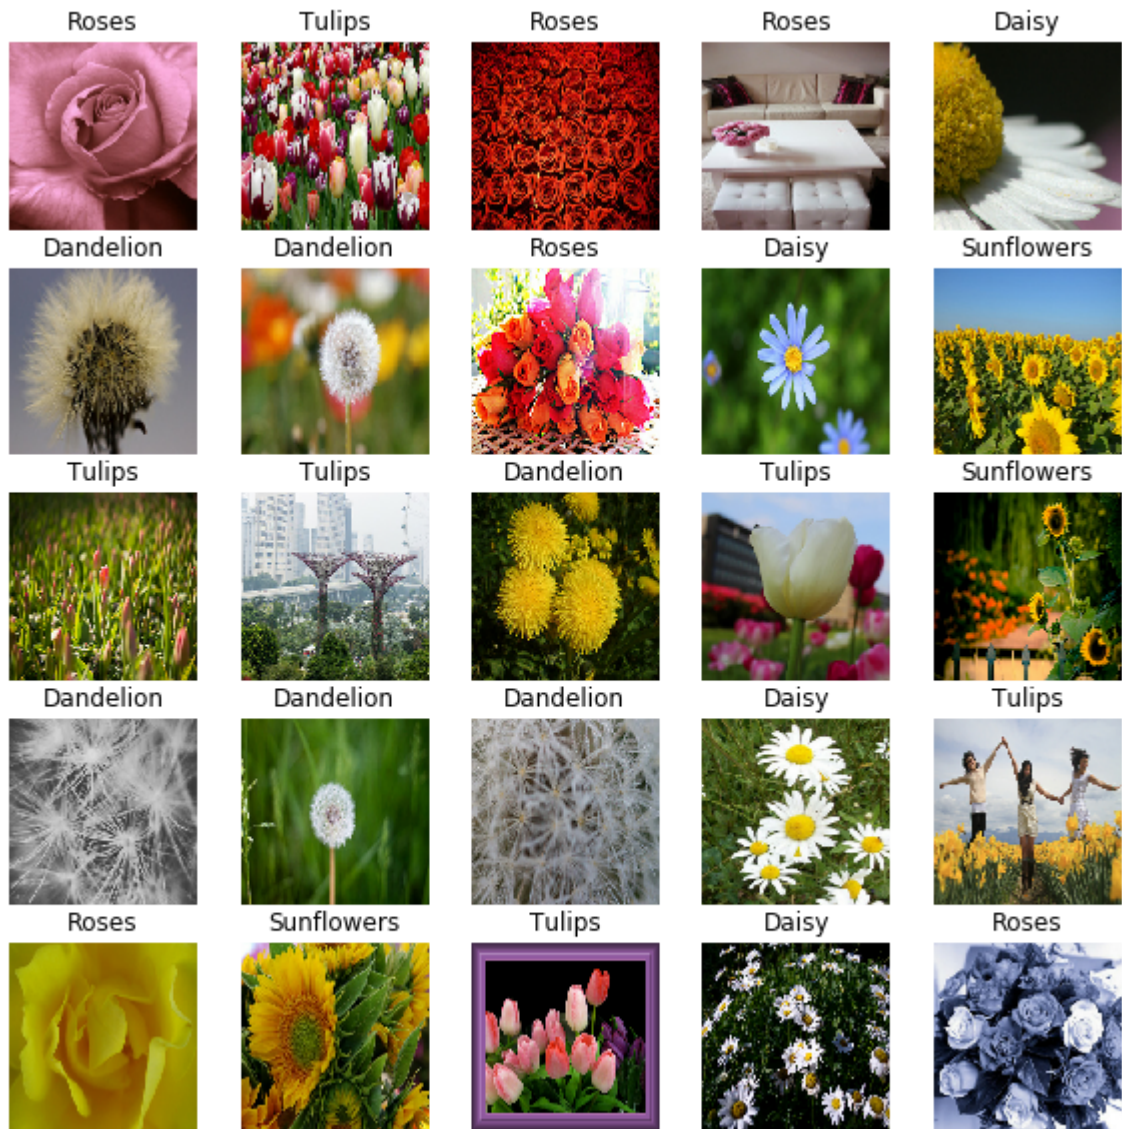 Roses Tulips Roses Roses Daisy
Dandelion Dandelion Roses Daisy Sunflowers
Tulips Tulips Dandelion Tulips Sunflowers
Dandelion Dandelion Dandelion Daisy Tulips
Roses Sunflowers Tulips Daisy Roses